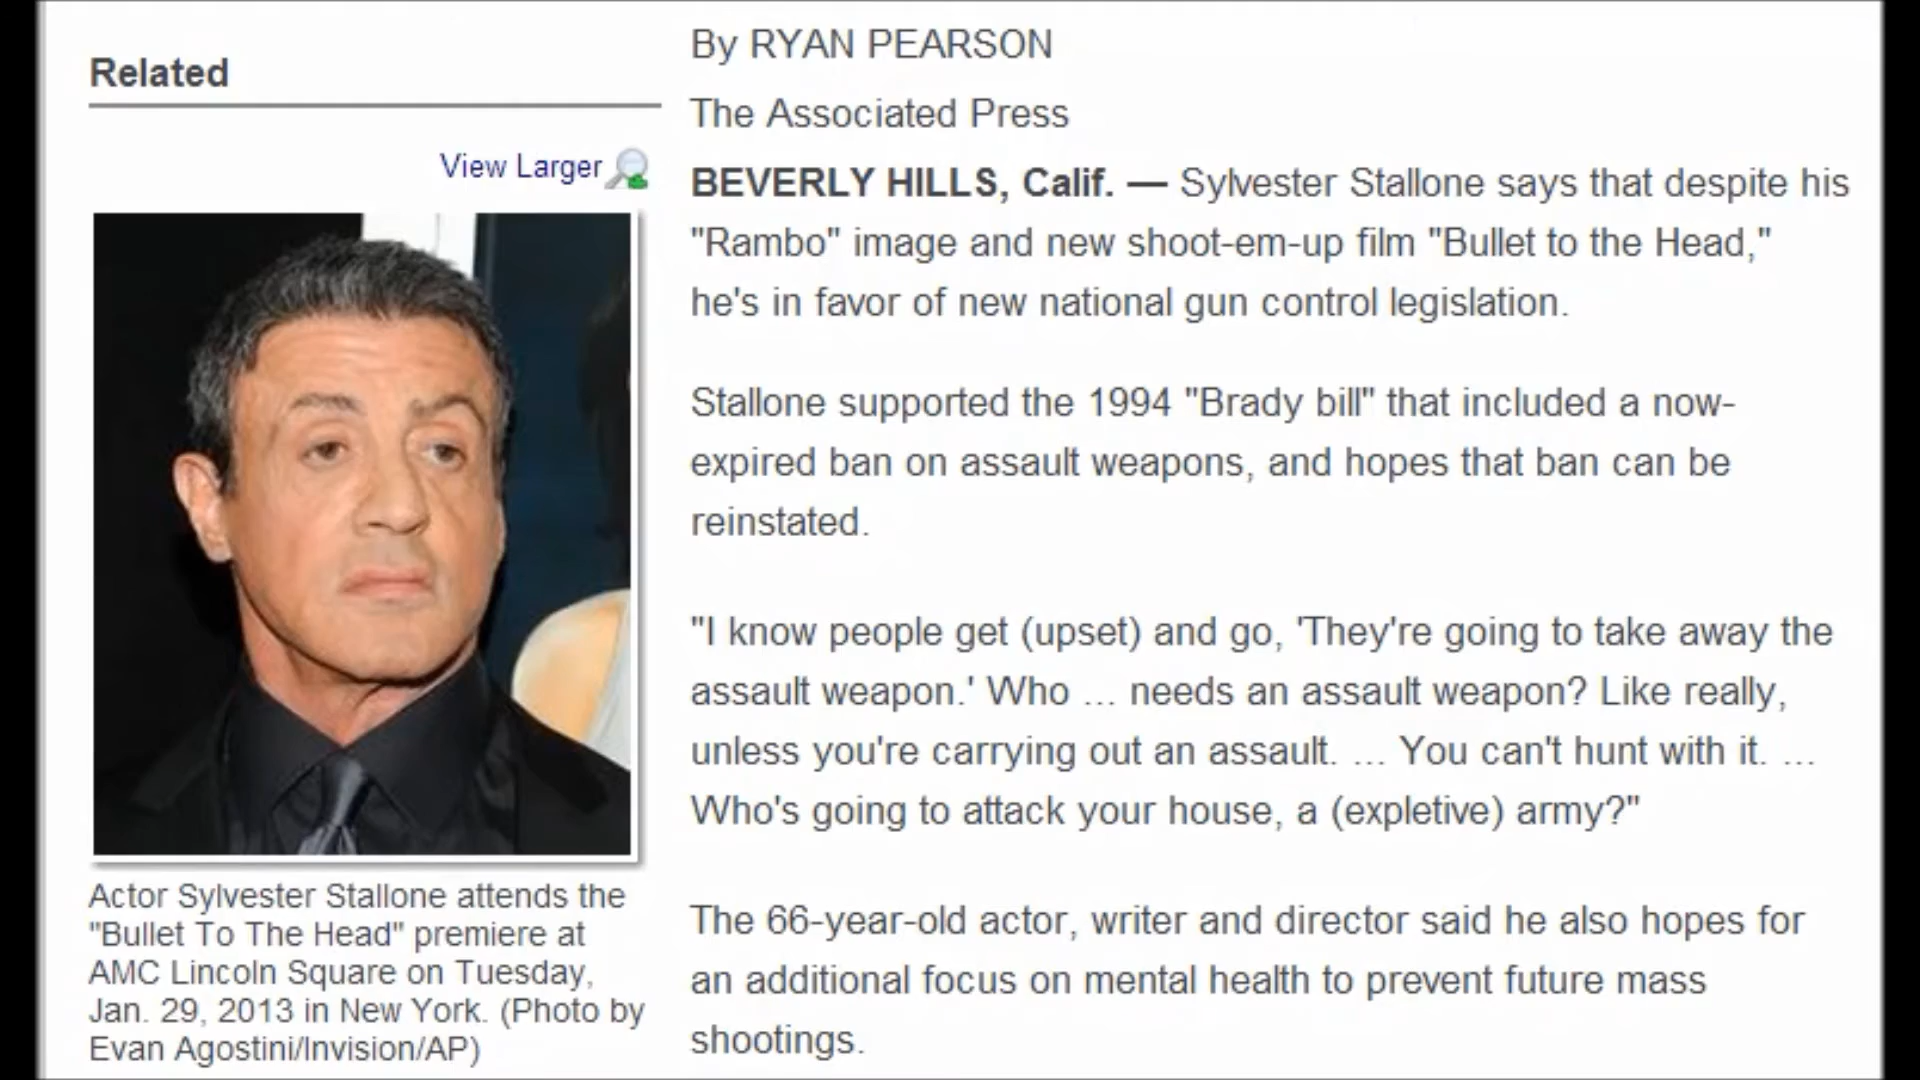 Related
View Larger
Actor Sylvester Stallone attends the
"Bullet To The Head" premiere at
AMC Lincoln Square on Tuesday,
Jan. 29, 2013 in New York. (Photo by
Evan Agostini/Invision/AP)
By RYAN PEARSON
The Associated Press
BEVERLY HILLS, Calif. — Sylvester Stallone says that despite his
"Rambo" image and new shoot-em-up film "Bullet to the Head,"
he's in favor of new national gun control legislation.
Stallone supported the 1994 "Brady bill" that included a now-
expired ban on assault weapons, and hopes that ban can be
reinstated.
"I know people get (upset) and go, 'They're going to take away the
assault weapon.' Who ... needs an assault weapon? Like really,
unless you're carrying out an assault. ... You can't hunt with it. ...
Who's going to attack your house, a (expletive) army?"
The 66-year-old actor, writer and director said he also hopes for
an additional focus on mental health to prevent future mass
shootings.